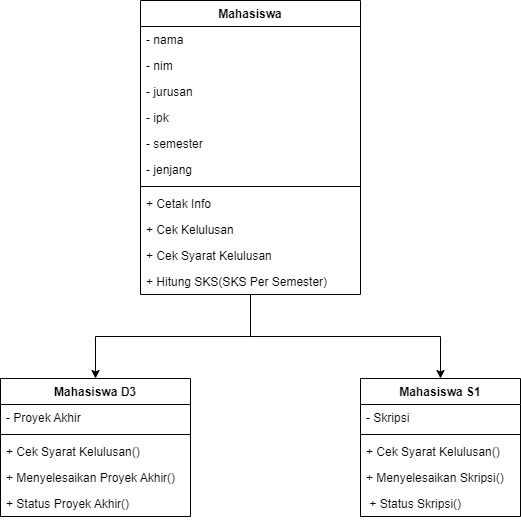 Mahasiswa
- nama
- nim
- jurusan
- ipk
- semester
- jenjang
+ Cetak Info
+ Cek Kelulusan
+ Cek Syarat Kelulusan
+ Hitung SKS(SKS Per Semester)
Mahasiswa D3
- Proyek Akhir
+ Cek Syarat Kelulusan()
+ Menyelesaikan Proyek Akhir()
+ Status Proyek Akhir()
Mahasiswa S1
- Skripsi
+ Cek Syarat Kelulusan()
+ Menyelesaikan Skripsi()
+ Status Skripsi()